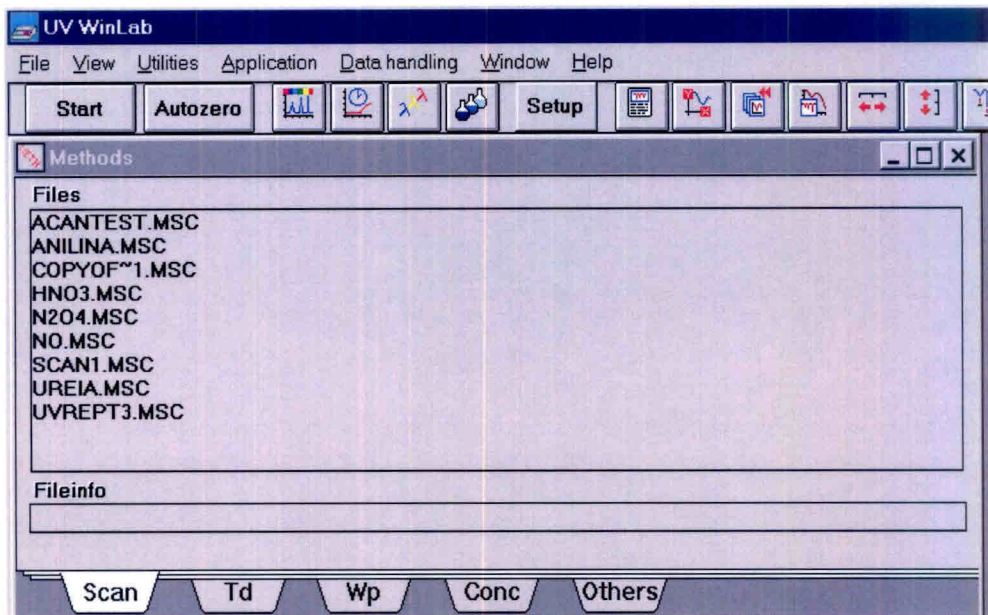 UV WinLab
File View Utilities Application Data handling Window Help
Start Autozero Setup
Methods
Files
ACANTEST.MSC
ANILINA.MSC
COPYOF~1.MSC
HNO3.MSC
N2O4.MSC
NO.MSC
SCAN1.MSC
UREIA.MSC
UVREPT3.MSC
Fileinfo
Scan Td Wp Conc Others